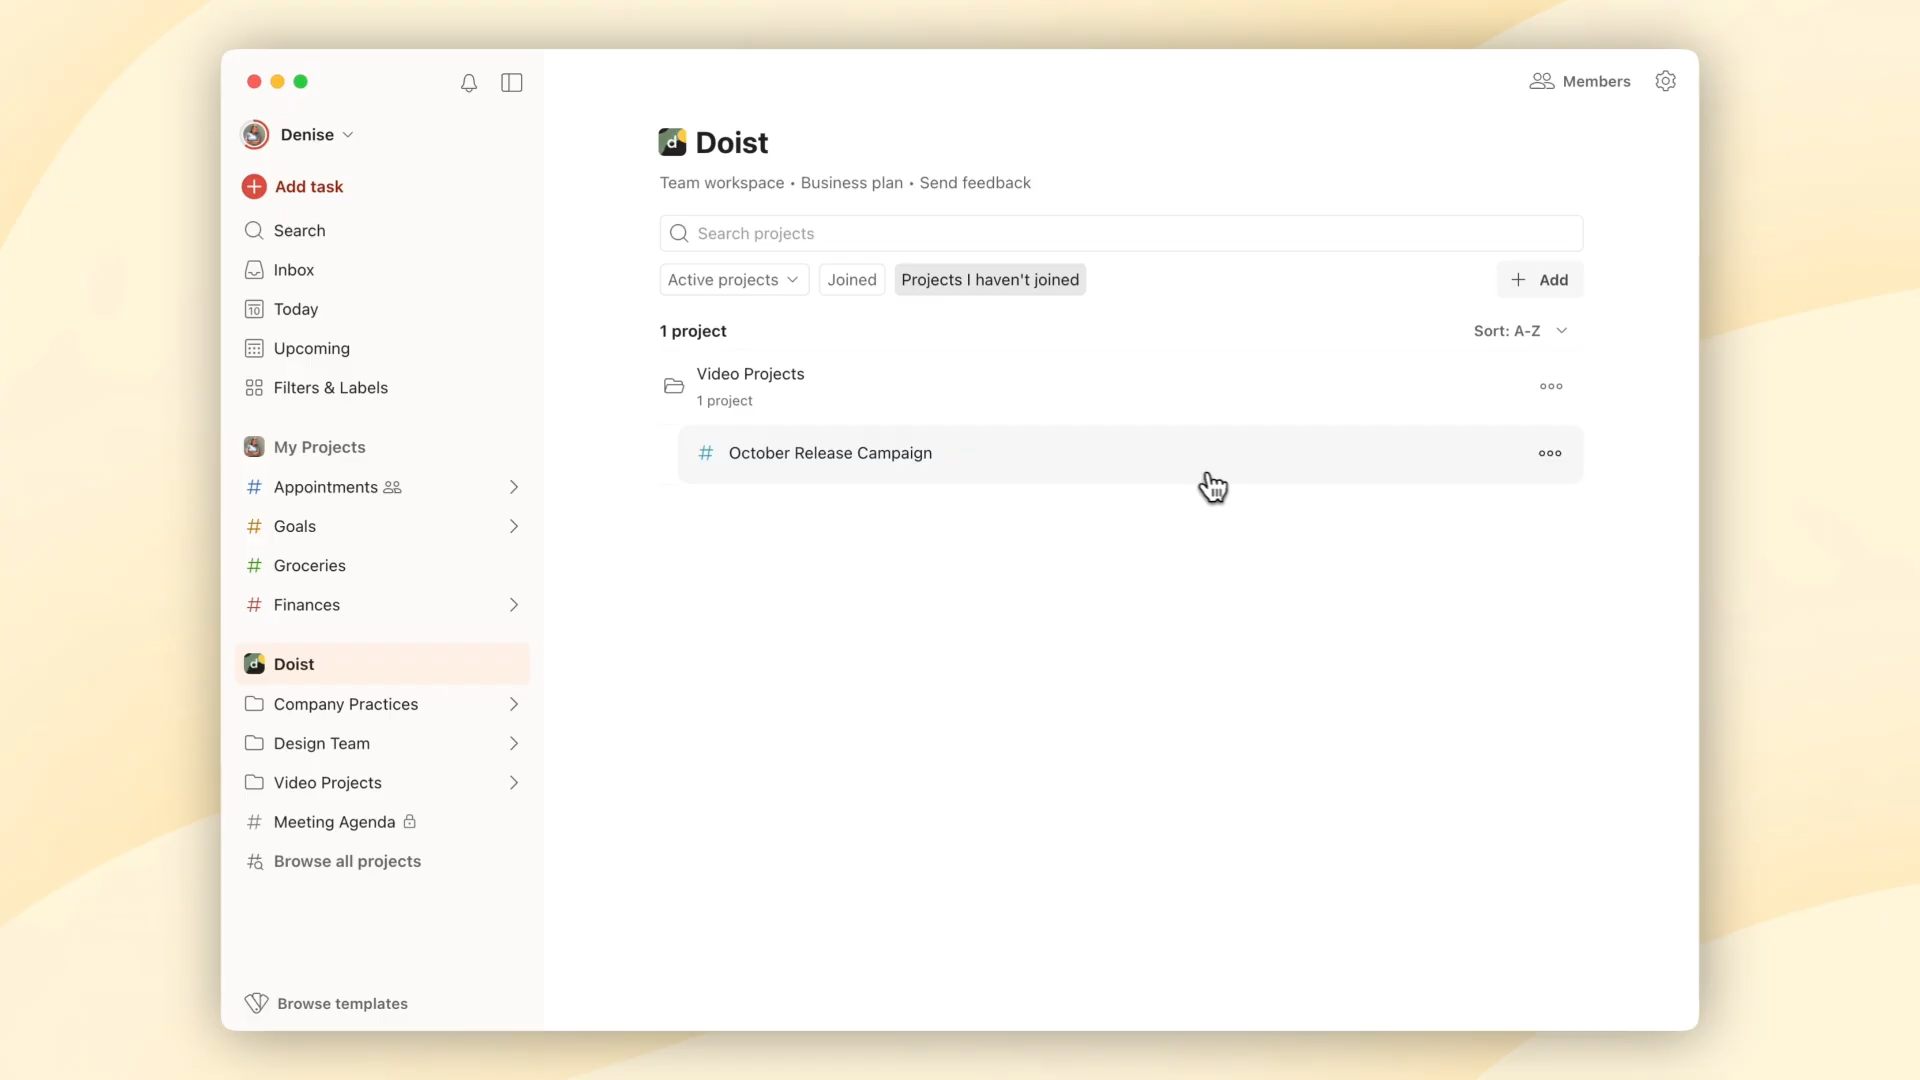 Denise
Add task
Search
Inbox
10
Today
Upcoming
Filters & Labels
My Projects
# Appointments
# Goals
# Groceries
# Finances
d Doist
Company Practices
Design Team
Video Projects
# Meeting Agenda
Browse all projects
Browse templates
Members
d Doist
Team workspace • Business plan • Send feedback
Search projects
Active projects
Joined
Projects I haven't joined
+ Add
1 project
Sort: A-Z
Video Projects
1 project
# October Release Campaign